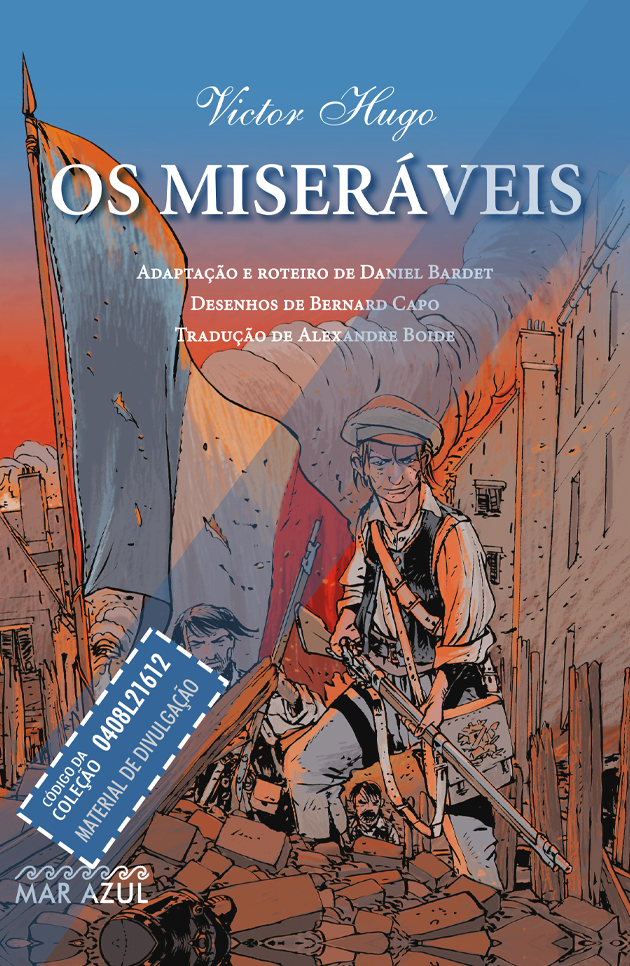 Victor Hugo
OS MISERÁVEIS
Adaptação e roteiro de Daniel Bardet
Desenhos de Bernard Capo
Tradução de Alexandre Boide
CÓDIGO DA
COLEÇÃO 0408L21612
MATERIAL DE DIVULGAÇÃO
MAR AZUL